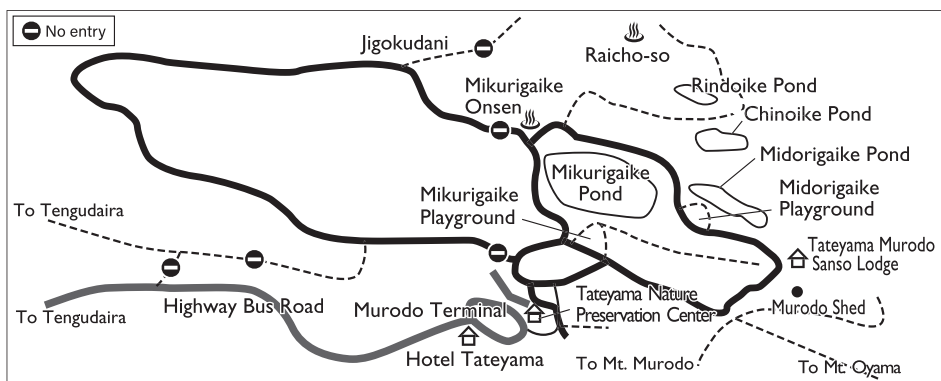 No entry
Jigokudani
Raicho-so
Mikurigaike
Onsen
Rindoike Pond
Chinoike Pond
Midorigaike Pond
Mikurigaike
Pond
Mikurigaike
Playground
Midorigaike
Playground
To Tengudaira
Tateyama Murodo
Sanso Lodge
Highway Bus Road
Murodo Terminal
Tateyama Nature
Preservation Center
Murodo Shed
To Tengudaira
Hotel Tateyama
To Mt. Murodo
To Mt. Oyama